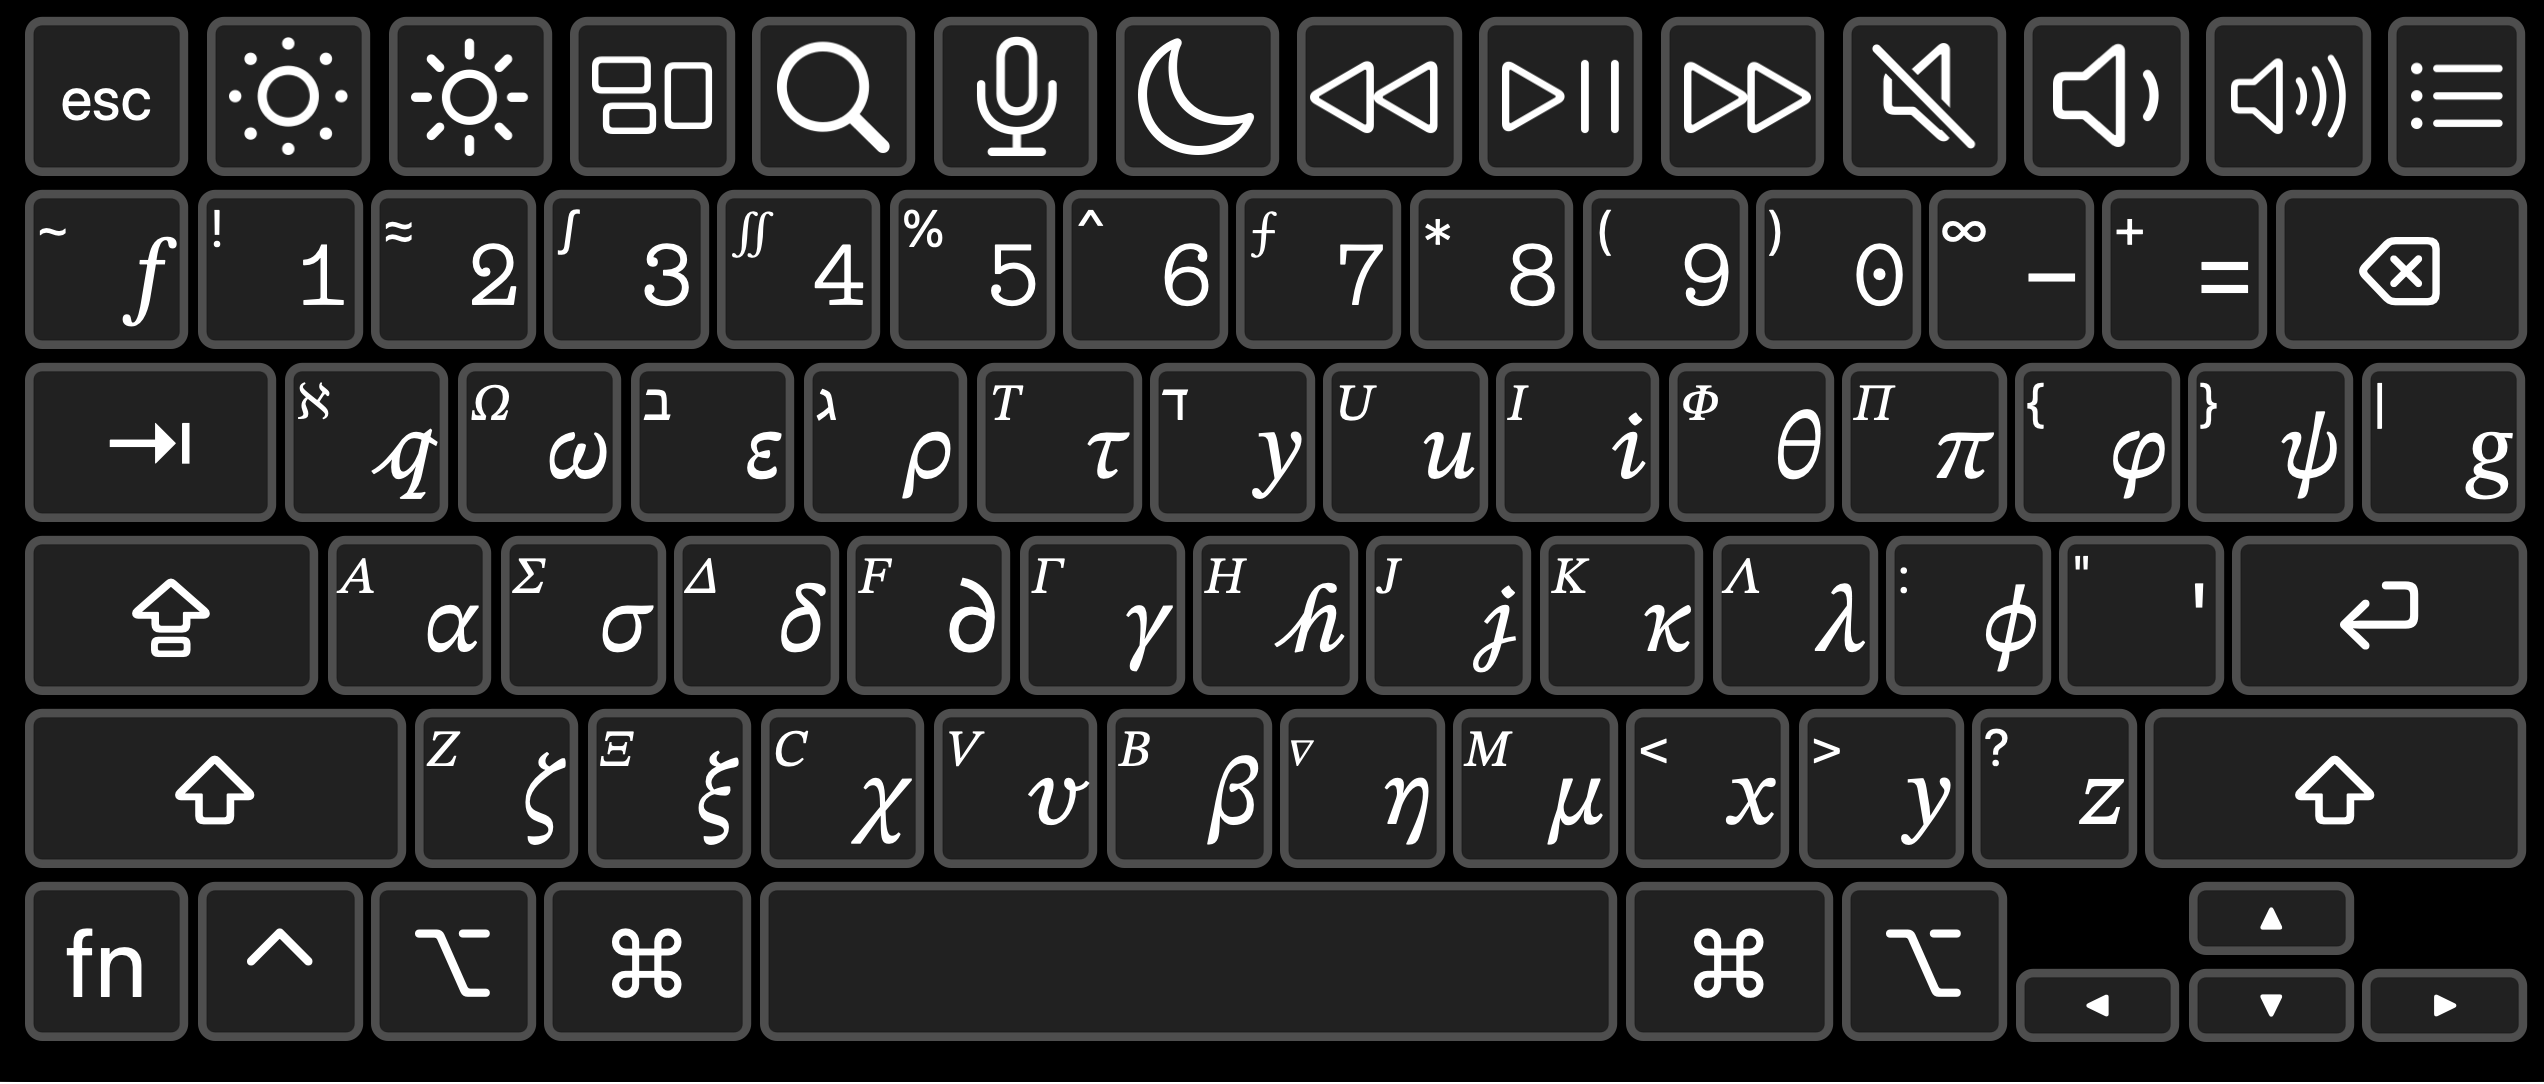 esc
~ f ! 1 ≈ 2 ∫ 3 ∬ 4 % 5 ^ 6 ⨍ 7 * 8 ( 9 ) 0 ∞ − + =
ℵ q Ω ω ב ε ג ρ T τ ד y U u I i Φ θ Π π { φ } ψ | g
A α Σ σ Δ δ F ∂ Γ γ H h J j K κ Λ λ : ϕ " '
Z ζ Ξ ξ C χ V υ B β ∇ η M μ < x > y ? z
fn ^ ⌥ ⌘ ⌘ ⌥